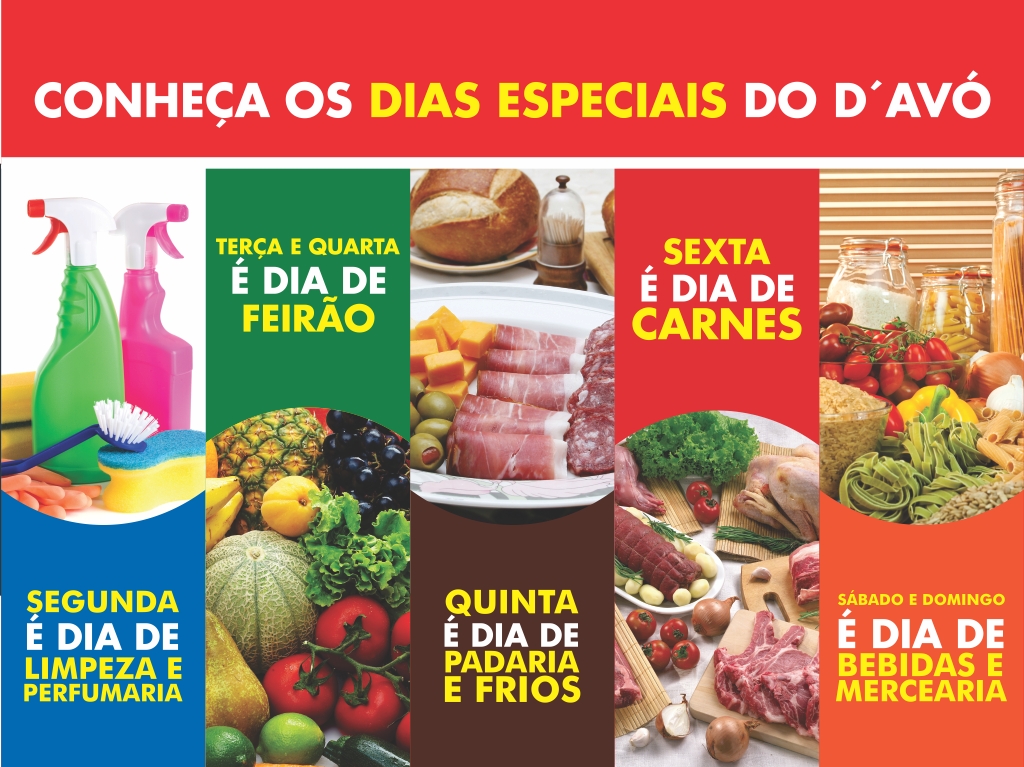 CONHEÇA OS DIAS ESPECIAIS DO D´AVÓ
SEGUNDA
É DIA DE
LIMPEZA E
PERFUMARIA
TERÇA E QUARTA
É DIA DE
FEIRÃO
QUINTA
É DIA DE
PADARIA
E FRIOS
SEXTA
É DIA DE
CARNES
SÁBADO E DOMINGO
É DIA DE
BEBIDAS E
MERCEARIA